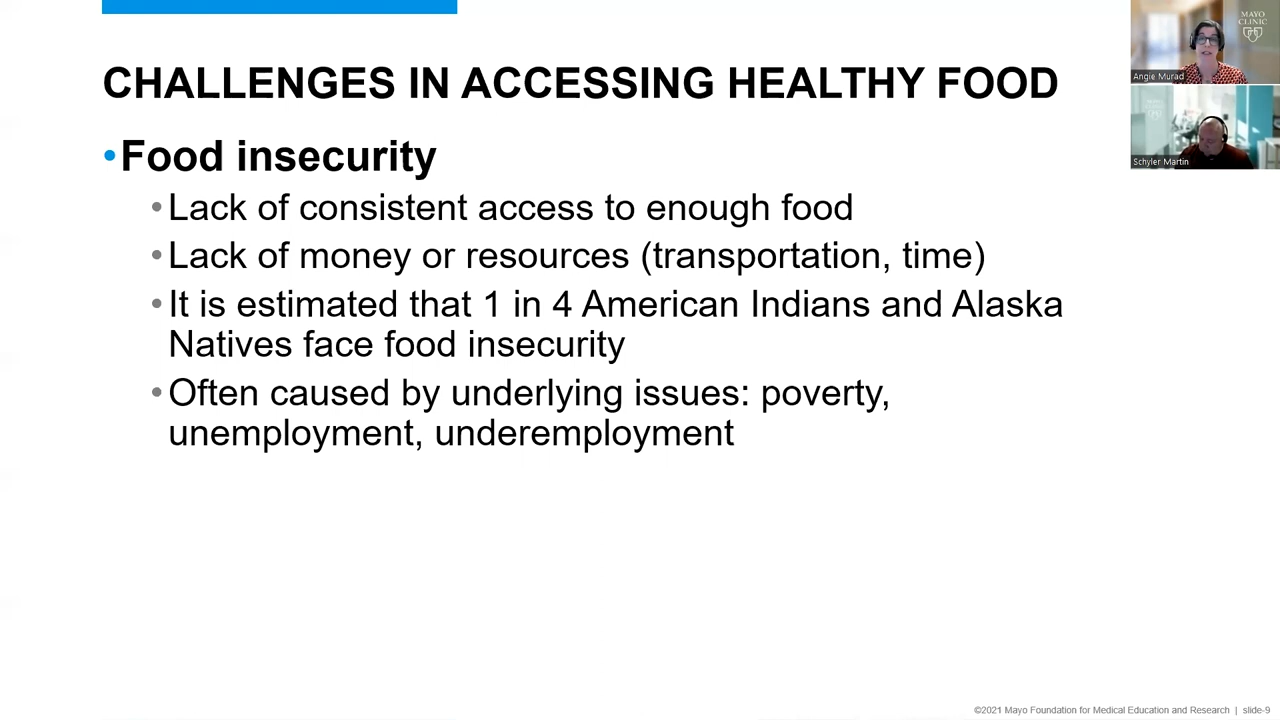 CHALLENGES IN ACCESSING HEALTHY FOOD
•Food insecurity
•Lack of consistent access to enough food
•Lack of money or resources (transportation, time)
•It is estimated that 1 in 4 American Indians and Alaska
Natives face food insecurity
•Often caused by underlying issues: poverty,
unemployment, underemployment
MAYO
CLINIC
Angie Murad
Schyler Martin
©2021 Mayo Foundation for Medical Education and Research | slide-9